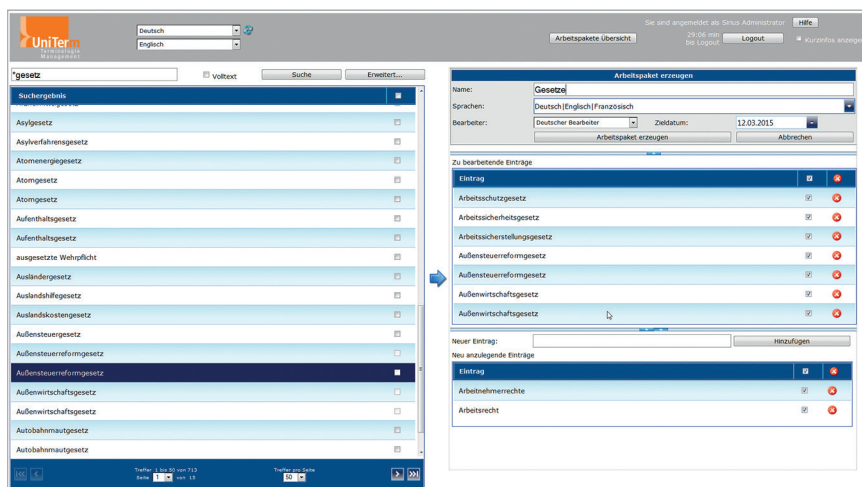 UniTerm
Terminologie
Management
Deutsch
Englisch
Sie sind angemeldet als Sirius Administrator
Hilfe
Arbeitspakete Übersicht
29:06 min
bis Logout
Logout
Kurzinfos anzeigen
*gesetz
Volltext
Suche
Erweitert...
Suchergebnis
Asylgesetz
Asylverfahrensgesetz
Atomenergiegesetz
Atomgesetz
Atomgesetz
Aufenthaltsgesetz
Aufenthaltsgesetz
ausgesetzte Wehrpflicht
Ausländergesetz
Auslandshilfegesetz
Auslandskostengesetz
Außensteuergesetz
Außensteuerreformgesetz
Außensteuerreformgesetz
Außenwirtschaftsgesetz
Außenwirtschaftsgesetz
Autobahnmautgesetz
Autobahnmautgesetz
Treffer 1 bis 50 von 713
Seite 1 von 15
Treffer pro Seite
50
Arbeitspaket erzeugen
Name: Gesetze
Sprachen: Deutsch|Englisch|Französisch
Bearbeiter: Deutscher Bearbeiter Zieldatum: 12.03.2015
Arbeitspaket erzeugen Abbrechen
Zu bearbeitende Einträge
Eintrag
Arbeitsschutzgesetz
Arbeitssicherheitsgesetz
Arbeitssicherstellungsgesetz
Außensteuerreformgesetz
Außensteuerreformgesetz
Außenwirtschaftsgesetz
Außenwirtschaftsgesetz
Neuer Eintrag: Hinzufügen
Neu anzulegende Einträge
Eintrag
Arbeitnehmerrechte
Arbeitsrecht